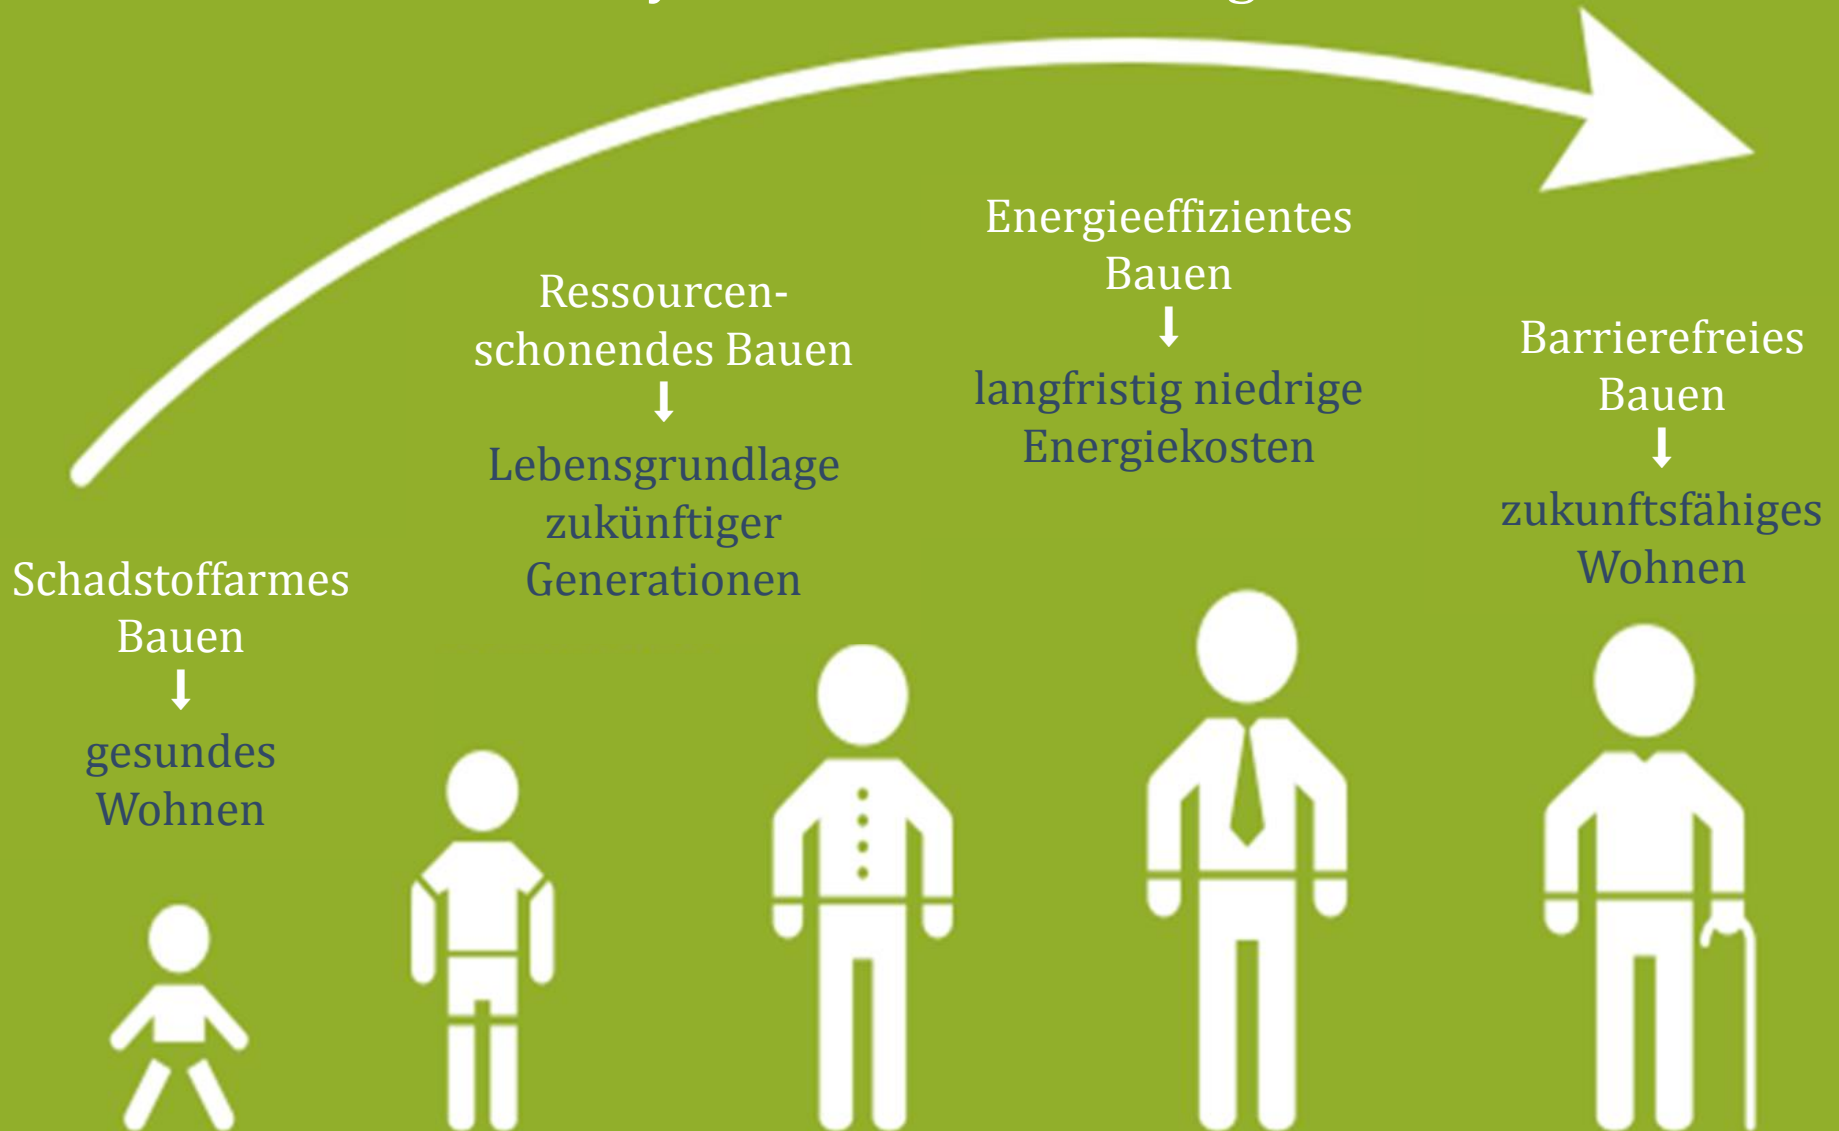 Schadstoffarmes
Bauen
gesundes
Wohnen
Ressourcen-
schonendes Bauen
Lebensgrundlage
zukünftiger
Generationen
Energieeffizientes
Bauen
langfristig niedrige
Energiekosten
Barrierefreies
Bauen
zukunftsfähiges
Wohnen